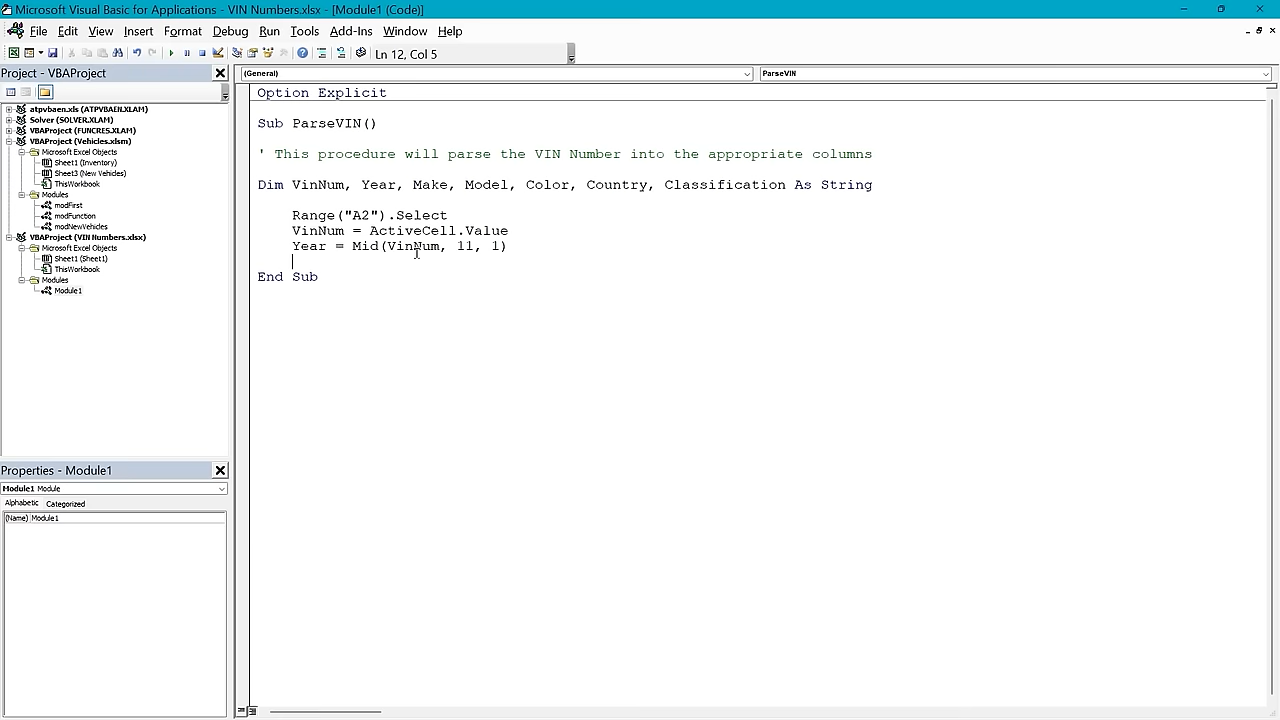 Microsoft Visual Basic for Applications - VIN Numbers.xlsx - [Module1 (Code)]
File Edit View Insert Format Debug Run Tools Add-Ins Window Help
Ln 12, Col 5
Project - VBAProject
(General)
ParseVIN
atpvbaen.xls (ATPVBAEN.XLAM)
Solver (SOLVER.XLAM)
VBAProject (FUNCRES.XLAM)
VBAProject (Vehicles.xlsm)
Microsoft Excel Objects
Sheet1 (Inventory)
Sheet3 (New Vehicles)
ThisWorkbook
Modules
modFirst
modFunction
modNewVehicles
VBAProject (VIN Numbers.xlsx)
Microsoft Excel Objects
Sheet1 (Sheet1)
ThisWorkbook
Modules
Module1
Option Explicit
Sub ParseVIN()
' This procedure will parse the VIN Number into the appropriate columns
Dim VinNum, Year, Make, Model, Color, Country, Classification As String
Range("A2").Select
VinNum = ActiveCell.Value
Year = Mid(VinNum, 11, 1)
End Sub
Properties - Module1
Module1 Module
Alphabetic Categorized
(Name) Module1